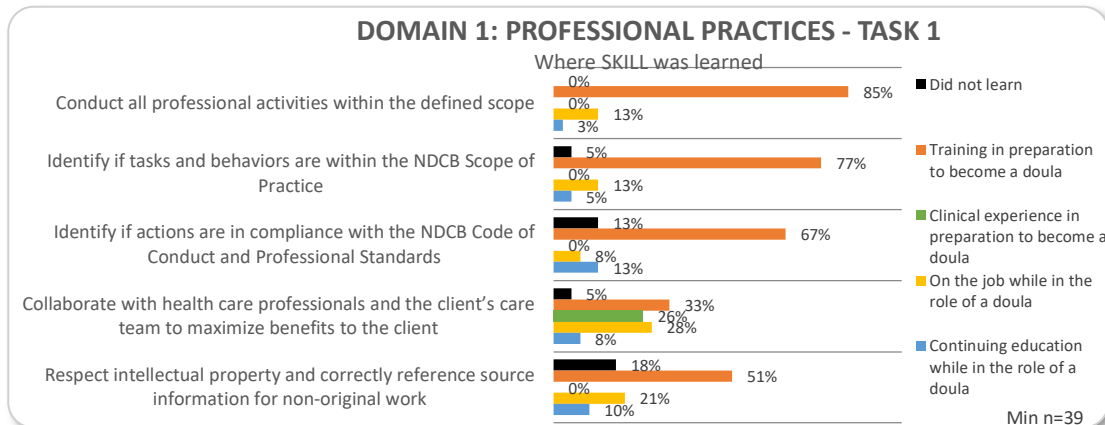 DOMAIN 1: PROFESSIONAL PRACTICES - TASK 1
Where SKILL was learned
Conduct all professional activities within the defined scope
0%
85%
0%
13%
3%
Identify if tasks and behaviors are within the NDCB Scope of
Practice
5%
77%
0%
13%
5%
Identify if actions are in compliance with the NDCB Code of
Conduct and Professional Standards
13%
67%
0%
8%
13%
Collaborate with health care professionals and the client's care
team to maximize benefits to the client
5%
33%
26%
28%
8%
Respect intellectual property and correctly reference source
information for non-original work
18%
51%
0%
21%
10%
Did not learn
Training in preparation
to become a doula
Clinical experience in
preparation to become a
doula
On the job while in the
role of a doula
Continuing education
while in the role of a
doula
Min n=39